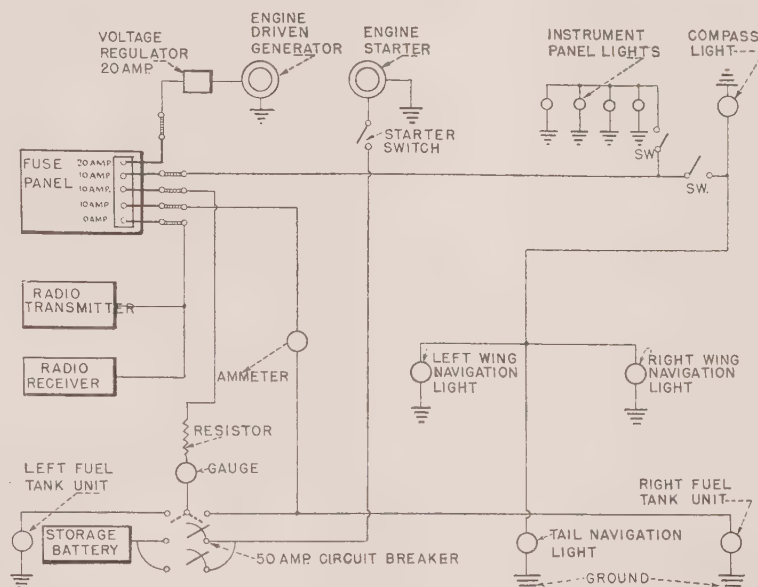 ENGINE
DRIVEN
GENERATOR
VOLTAGE
REGULATOR
20 AMP.
ENGINE
STARTER
INSTRUMENT
PANEL LIGHTS
COMPASS
LIGHT
STARTER
SWITCH
SW.
SW.
FUSE
PANEL
20 AMP.
10 AMP.
10 AMP.
10 AMP
0 AMP
RADIO
TRANSMITTER
RADIO
RECEIVER
AMMETER
LEFT WING
NAVIGATION
LIGHT
RIGHT WING
NAVIGATION
LIGHT
RESISTOR
GAUGE
LEFT FUEL
TANK UNIT
STORAGE
BATTERY
50 AMP. CIRCUIT BREAKER
TAIL NAVIGATION
LIGHT
RIGHT FUEL
TANK UNIT
GROUND